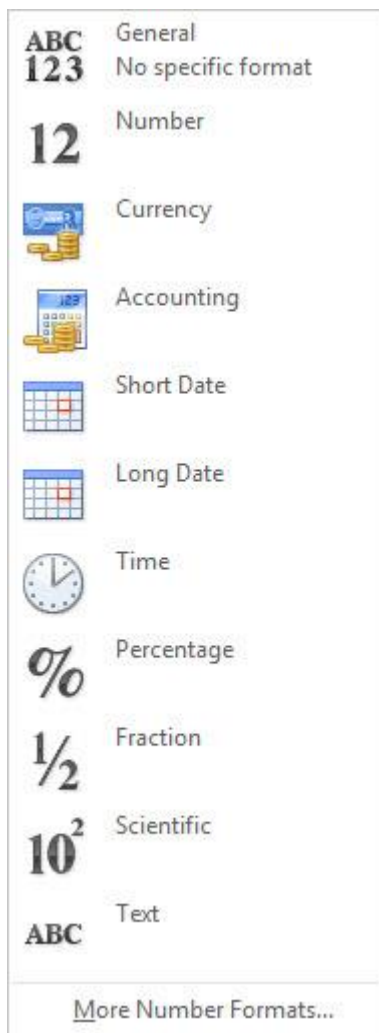 ABC
123
General
No specific format
12
Number
Currency
123
Accounting
Short Date
Long Date
Time
%
Percentage
1/2
Fraction
10²
Scientific
ABC
Text
More Number Formats...